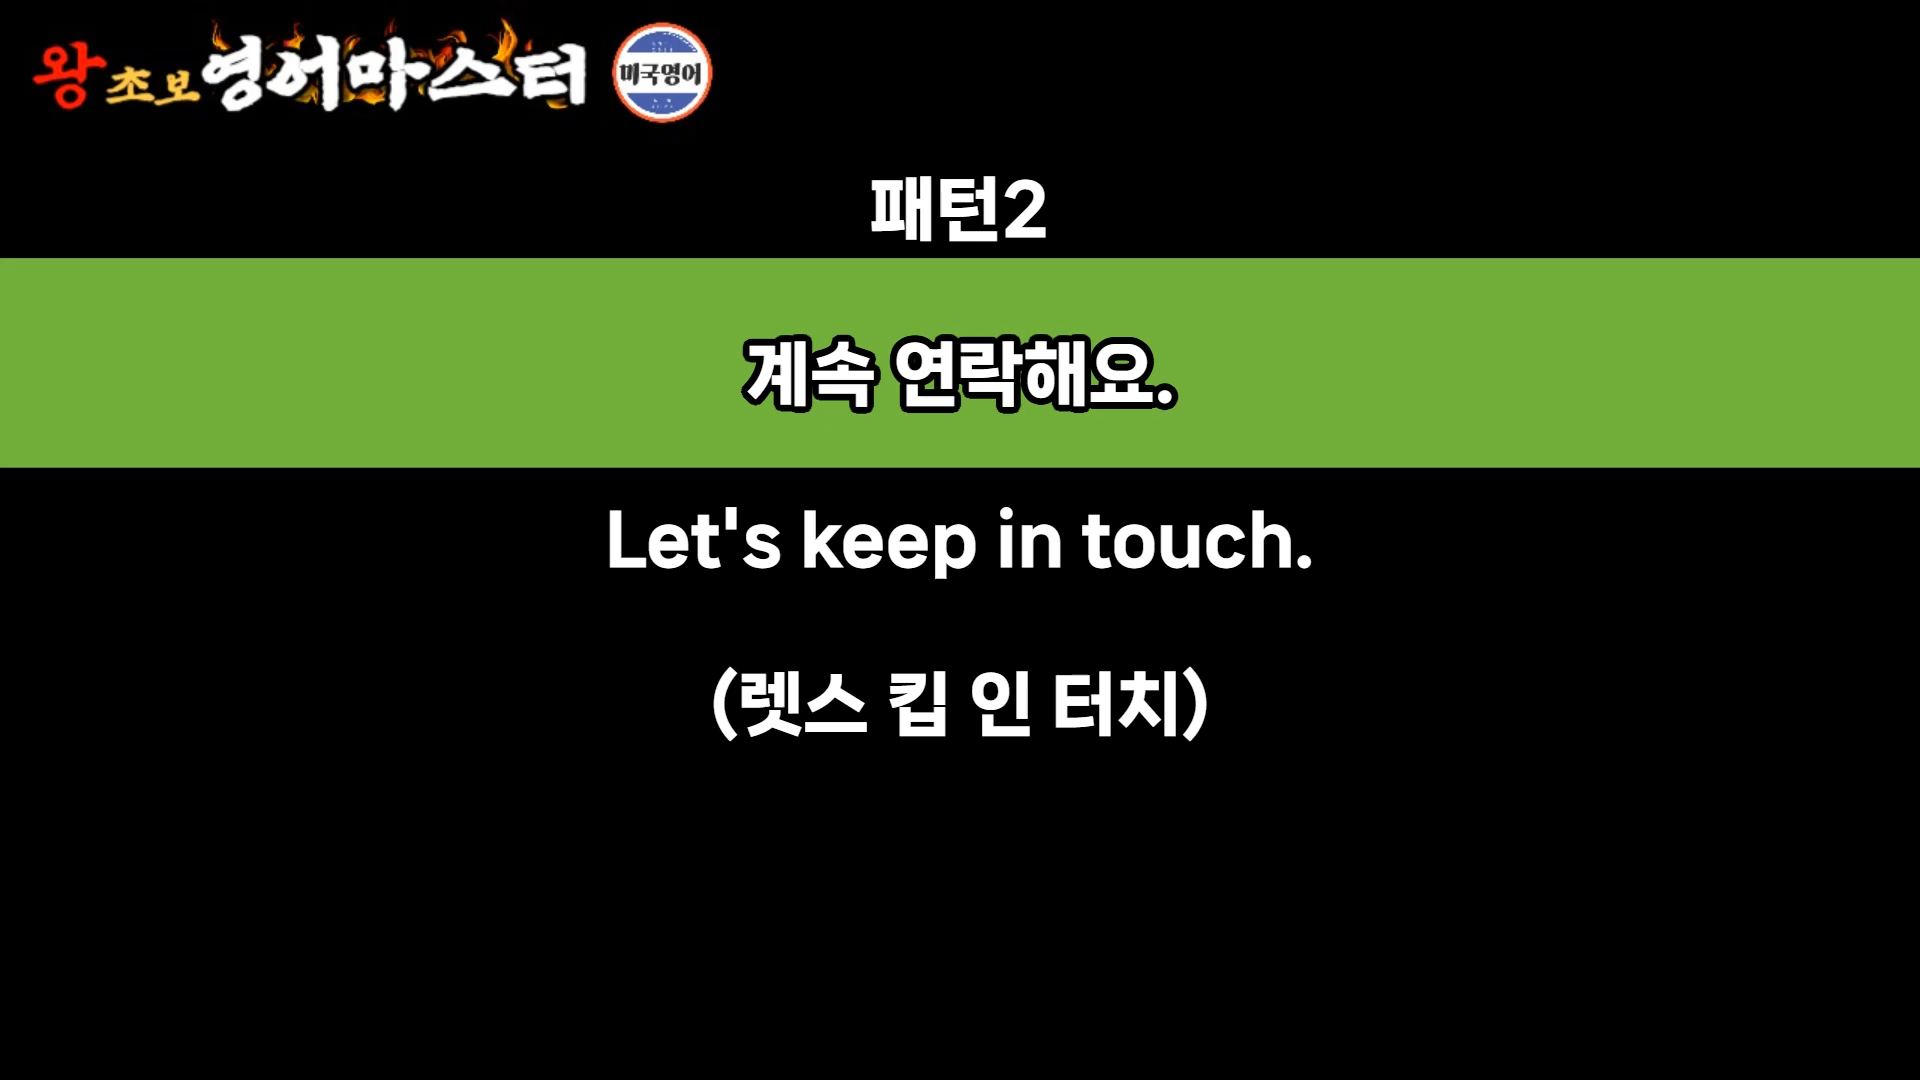 왕초보영어마스터 미국영어
패턴2
계속 연락해요.
Let's keep in touch.
(렛스 킵 인 터치)